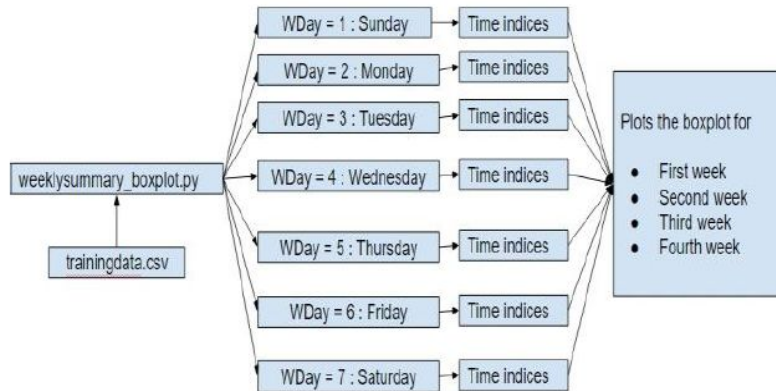 WDay = 1 : Sunday
Time indices
WDay = 2 : Monday
Time indices
WDay = 3 : Tuesday
Time indices
WDay = 4 : Wednesday
Time indices
WDay = 5 : Thursday
Time indices
WDay = 6 : Friday
Time indices
WDay = 7 : Saturday
Time indices
weeklysummary_boxplot.py
trainingdata.csv
Plots the boxplot for
● First week
● Second week
● Third week
● Fourth week